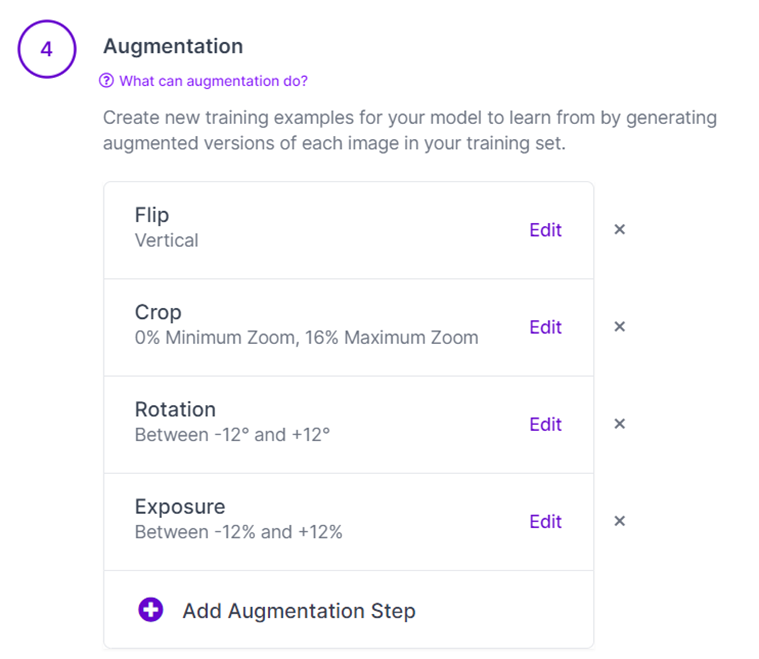 4
Augmentation
? What can augmentation do?
Create new training examples for your model to learn from by generating
augmented versions of each image in your training set.
Flip
Vertical
Edit ×
Crop
0% Minimum Zoom, 16% Maximum Zoom
Edit ×
Rotation
Between -12° and +12°
Edit ×
Exposure
Between -12% and +12%
Edit ×
Add Augmentation Step